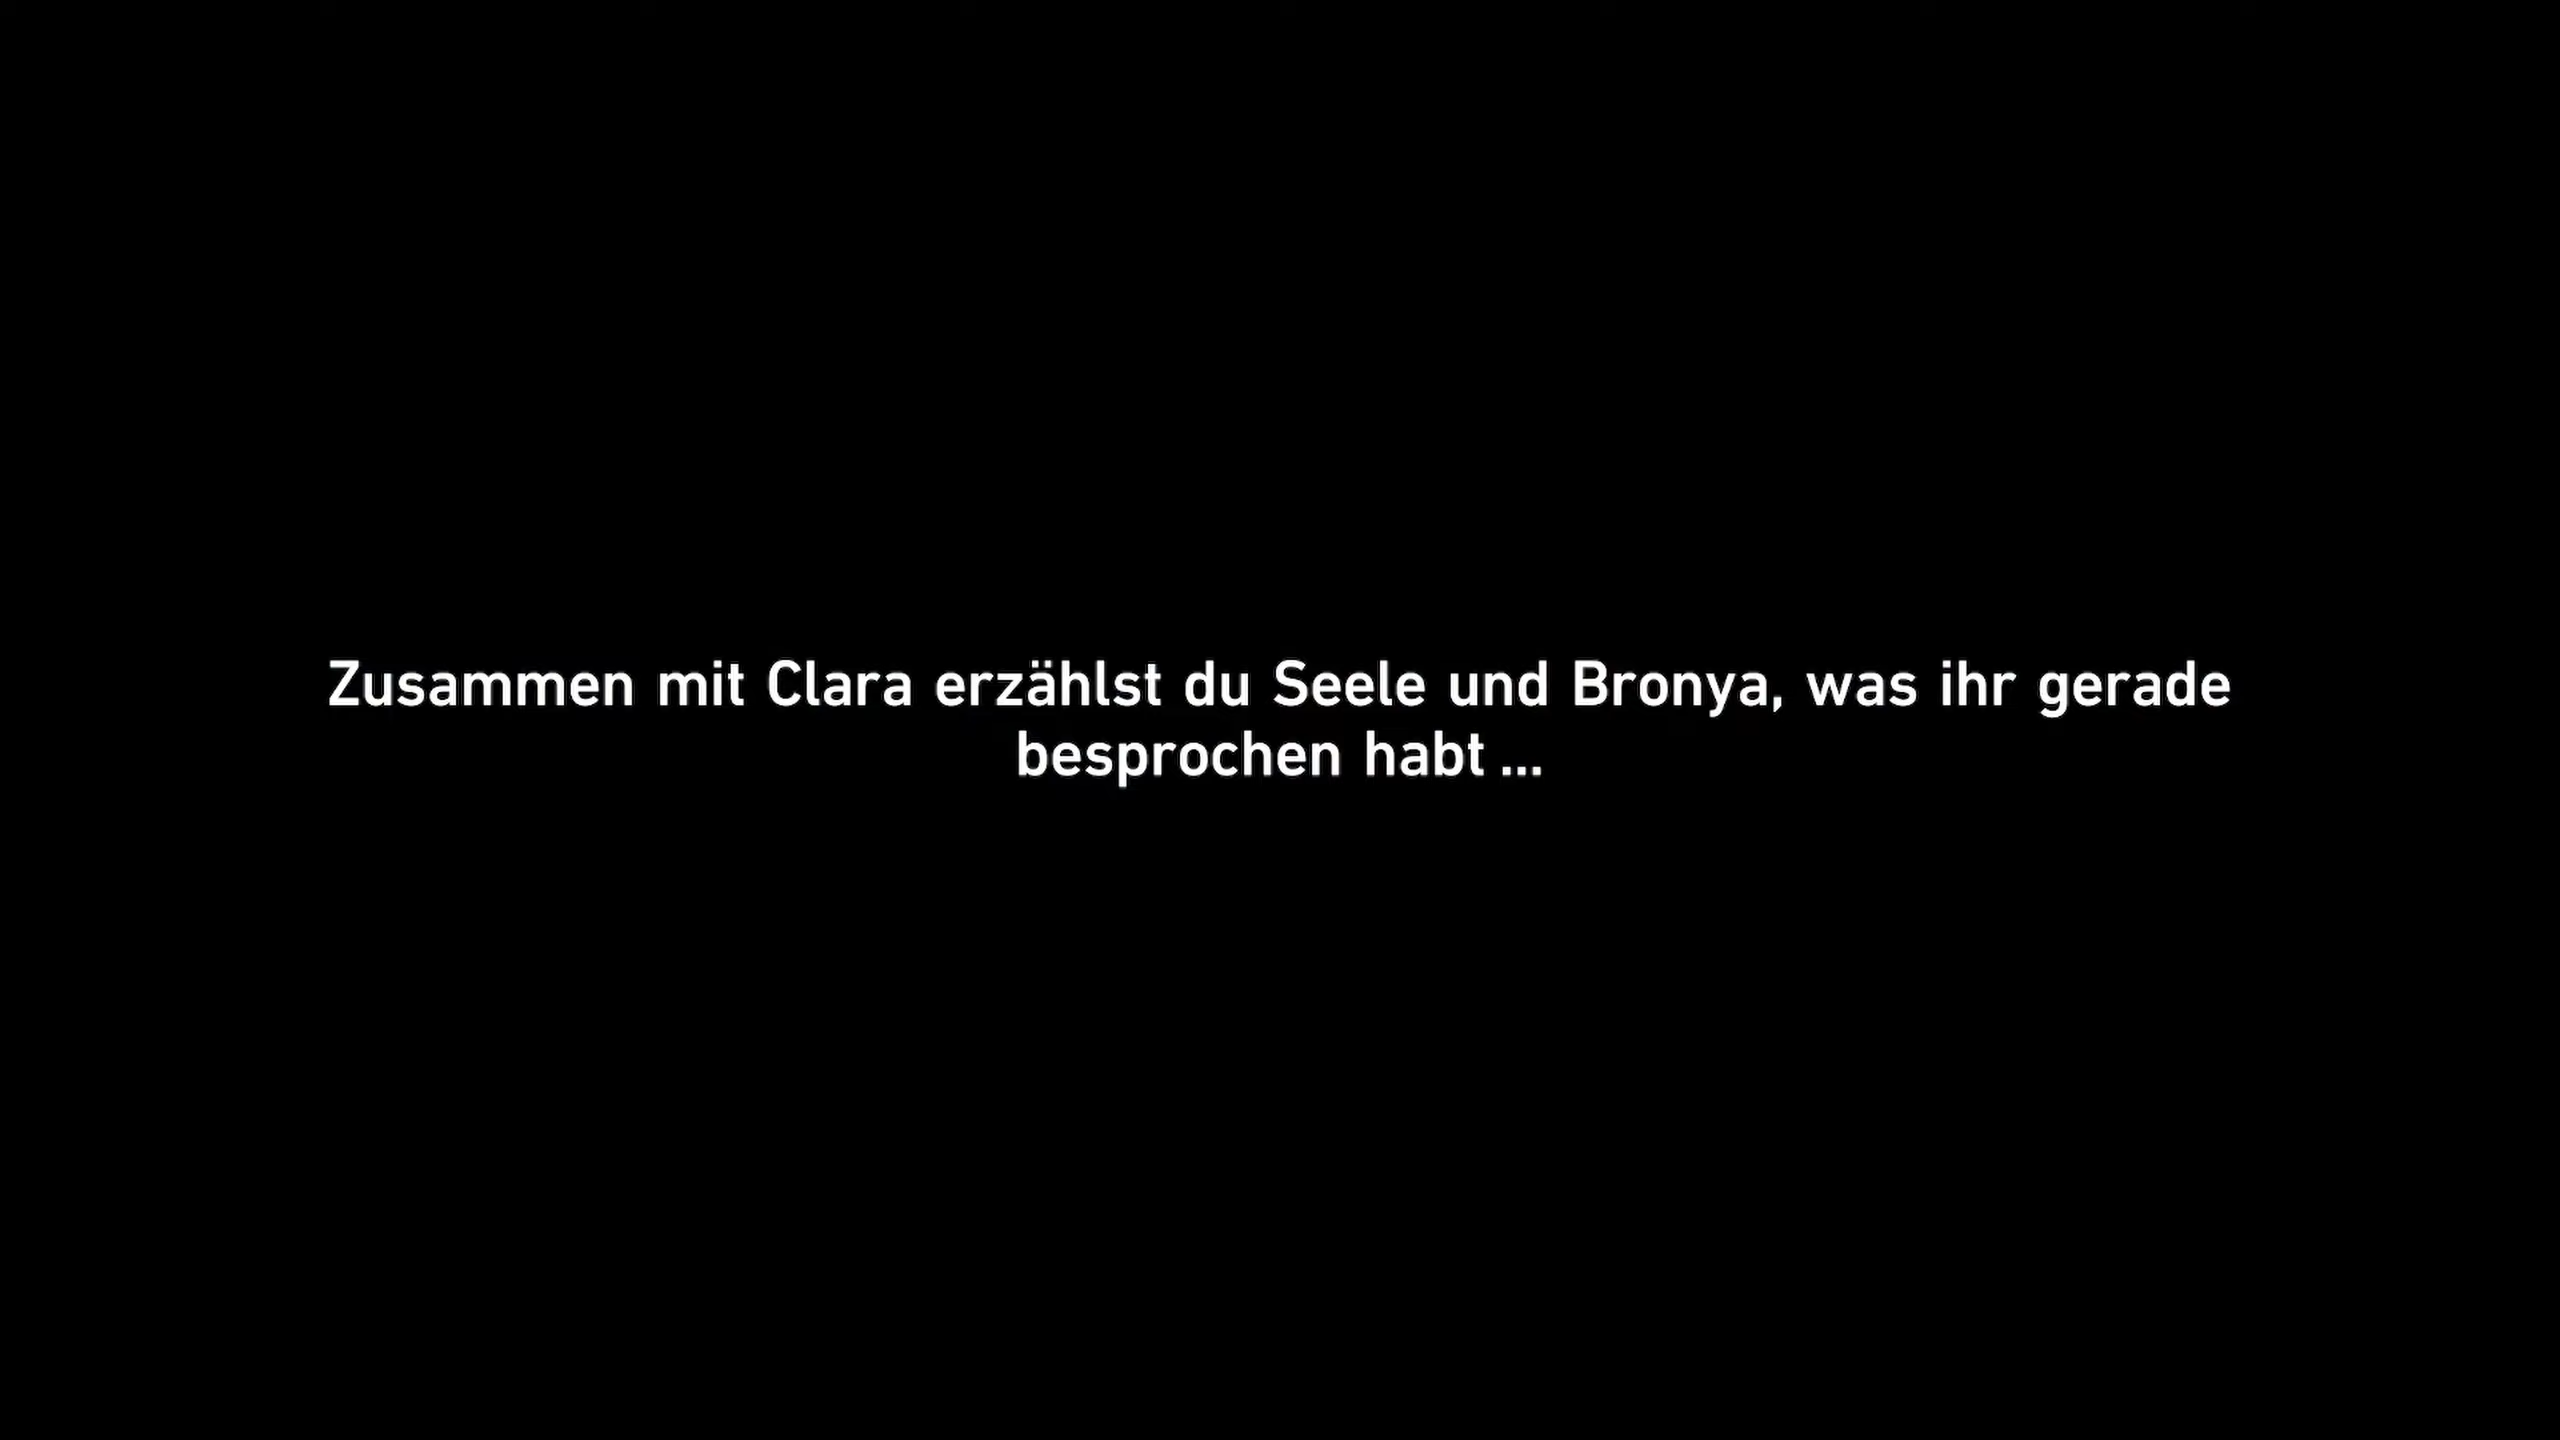 Zusammen mit Clara erzählst du Seele und Bronya, was ihr gerade
besprochen habt ...